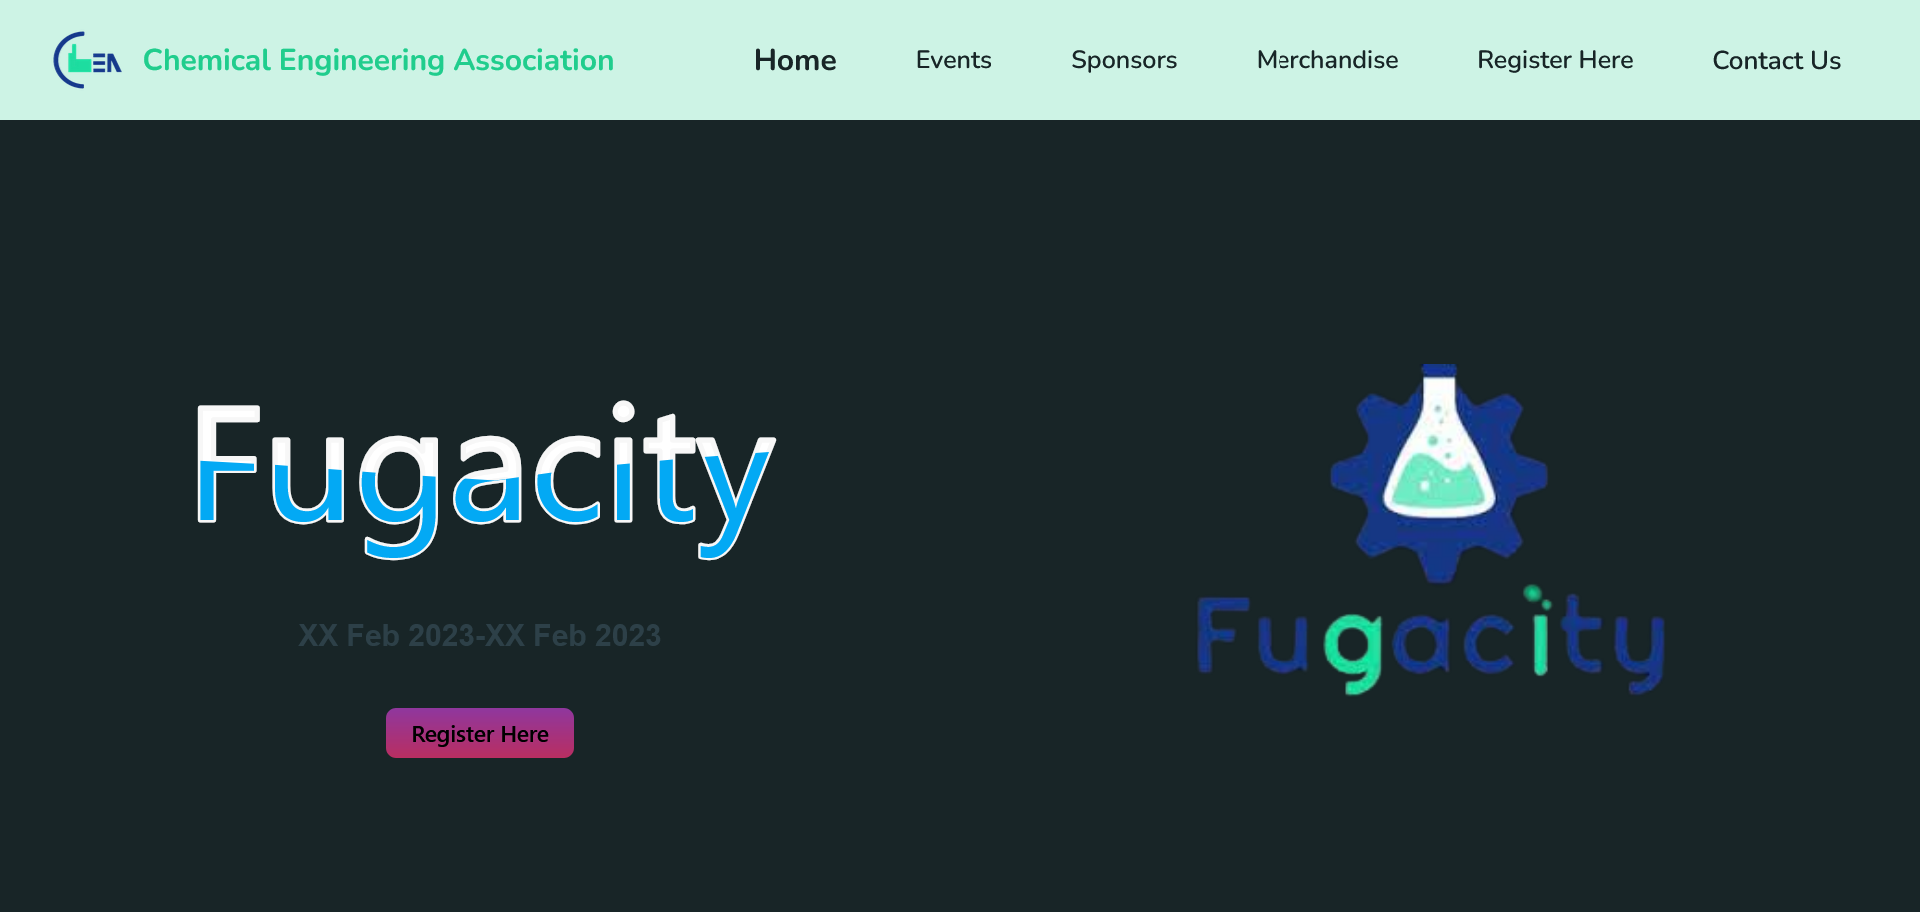 CEA Chemical Engineering Association Home Events Sponsors Merchandise Register Here Contact Us
Fugacity
XX Feb 2023-XX Feb 2023
Register Here
Fugacity